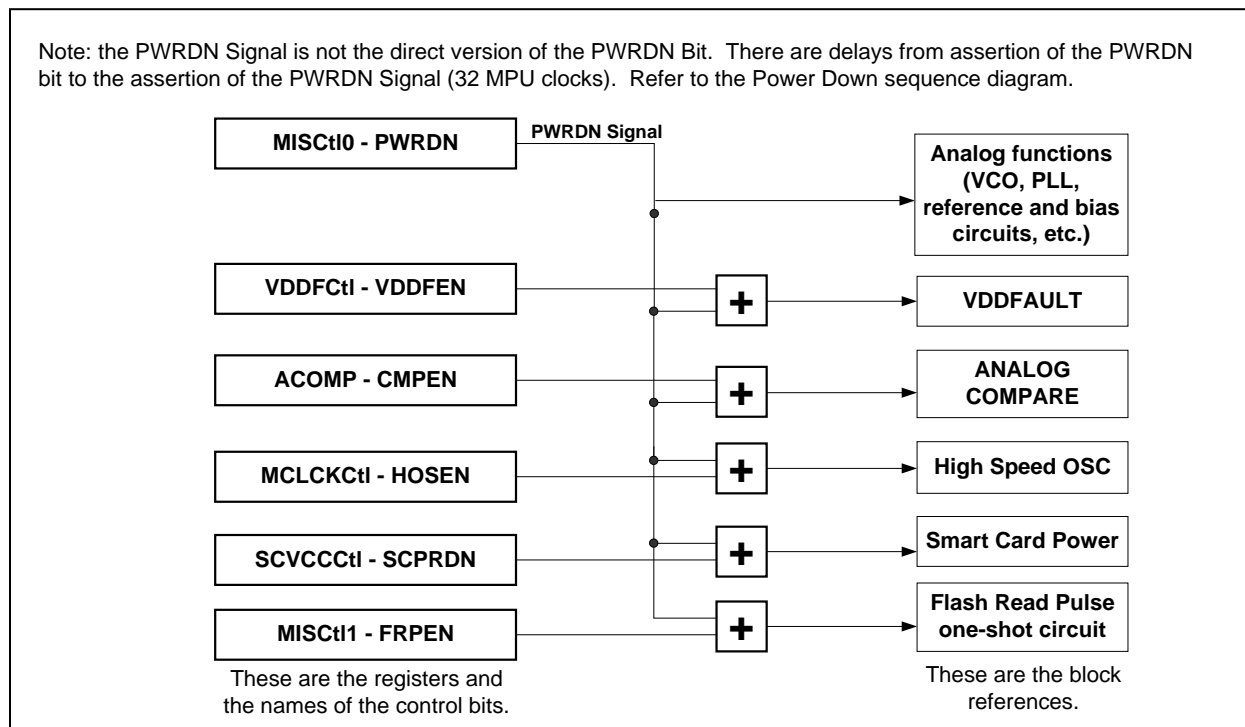 Note: the PWRDN Signal is not the direct version of the PWRDN Bit. There are delays from assertion of the PWRDN
bit to the assertion of the PWRDN Signal (32 MPU clocks). Refer to the Power Down sequence diagram.
MISCtl0 - PWRDN
PWRDN Signal
Analog functions
(VCO, PLL,
reference and bias
circuits, etc.)
VDDFCtl - VDDFEN
+
VDDFAULT
ACOMP - CMPEN
+
ANALOG
COMPARE
MCLCKCtl - HOSEN
+
High Speed OSC
SCVCCCtl - SCPRDN
+
Smart Card Power
MISCtl1 - FRPEN
+
Flash Read Pulse
one-shot circuit
These are the registers and
the names of the control bits.
These are the block
references.